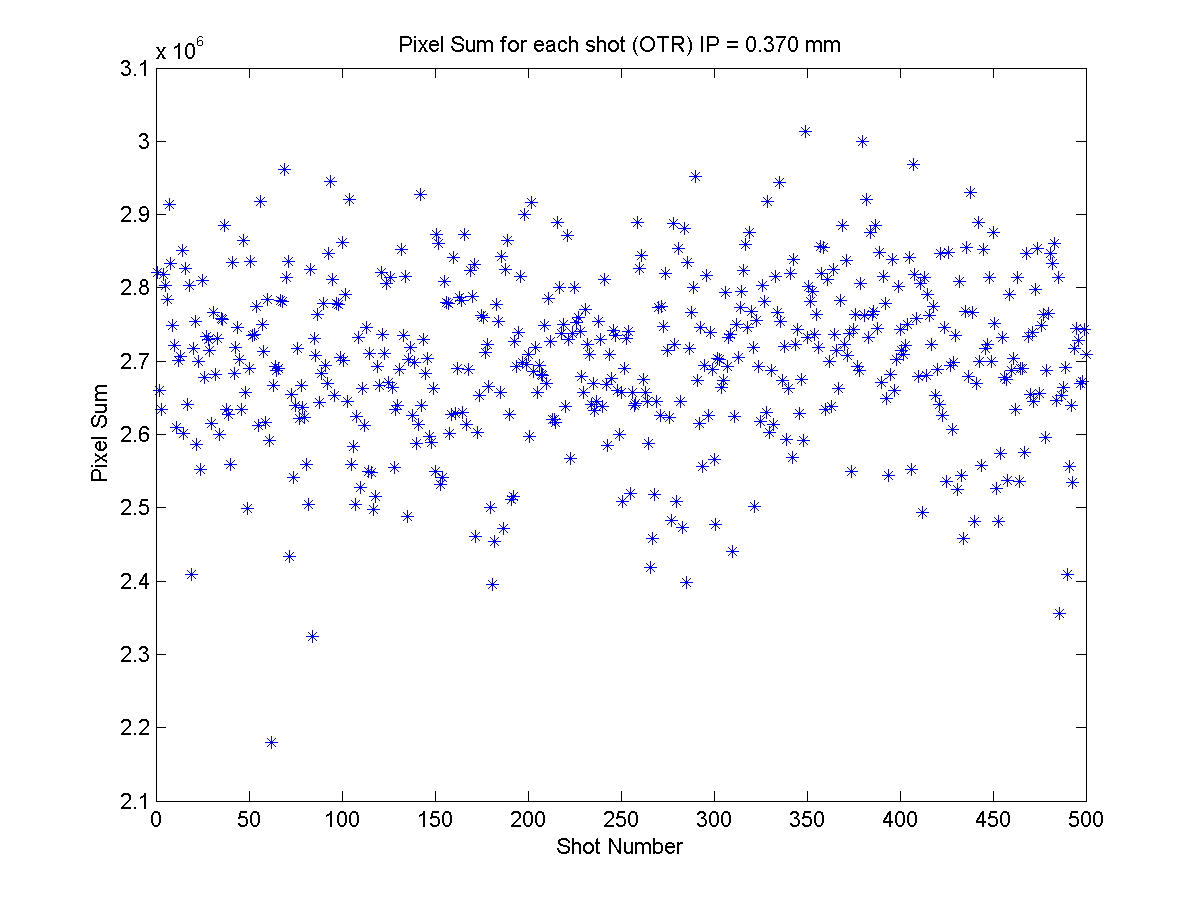 Pixel Sum for each shot (OTR) IP = 0.370 mm
x 10^6
3.1
3
2.9
2.8
2.7
2.6
2.5
2.4
2.3
2.2
2.1
Pixel Sum
0 50 100 150 200 250 300 350 400 450 500
Shot Number